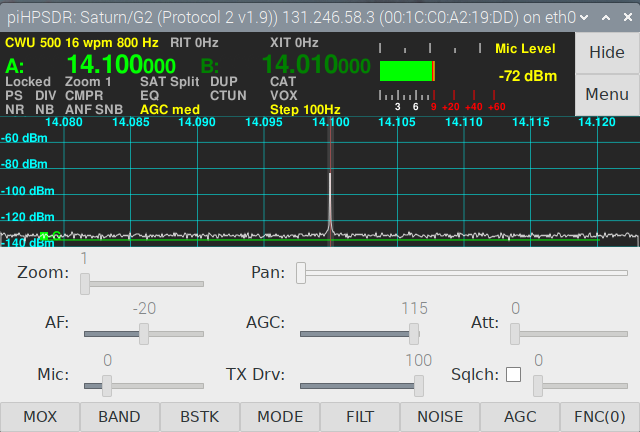 piHPSDR: Saturn/G2 (Protocol 2 v1.9)) 131.246.58.3 (00:1C:C0:A2:19:DD) on eth0
CWU 500 16 wpm 800 Hz RIT 0Hz XIT 0Hz
A: 14.100000 B: 14.010000
Locked Zoom 1 SAT Split DUP CAT
PS DIV CMPR EQ CTUN VOX
NR NB ANF SNB AGC med Step 100Hz
Mic Level
-72 dBm
3 6 9 +20 +40 +60
Hide
Menu
14.080 14.085 14.090 14.095 14.100 14.105 14.110 14.115 14.120
-60 dBm
-80 dBm
-100 dBm
-120 dBm
-140 dBm
Zoom: 1 Pan:
AF: -20 AGC: 115 Att: 0
Mic: 0 TX Drv: 100 Sqlch: 0
MOX BAND BSTK MODE FILT NOISE AGC FNC(0)